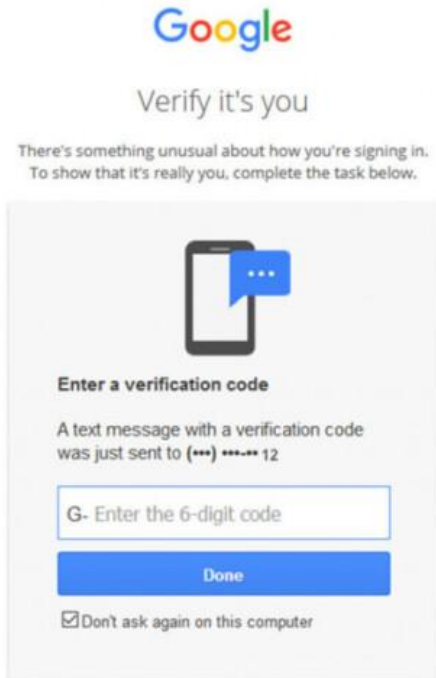 Google
Verify it's you
There's something unusual about how you're signing in.
To show that it's really you, complete the task below.
Enter a verification code
A text message with a verification code
was just sent to (•••) •••-•• 12
G- Enter the 6-digit code
Done
Don't ask again on this computer